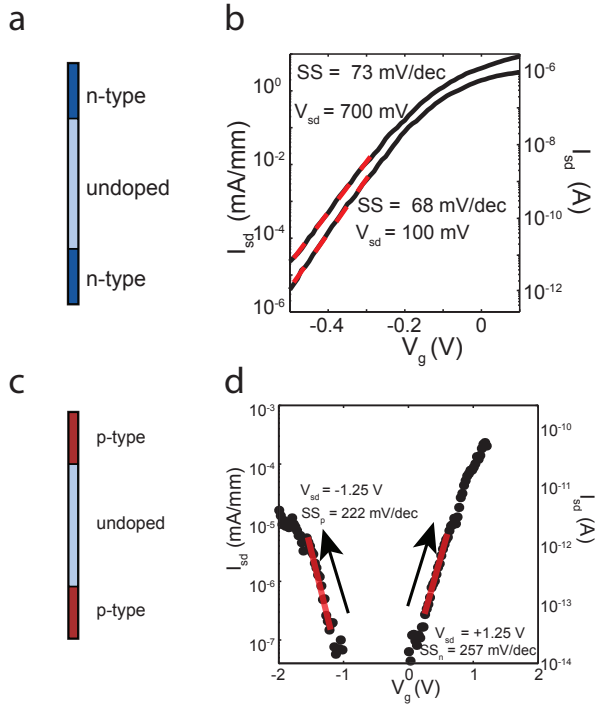 a
n-type
undoped
n-type
b
SS = 73 mV/dec
V_sd = 700 mV
SS = 68 mV/dec
V_sd = 100 mV
I_sd (mA/mm)
10^0
10^-2
10^-4
10^-6
I_sd (A)
10^-6
10^-8
10^-10
10^-12
-0.4 -0.2 0
V_g (V)
c
p-type
undoped
p-type
d
V_sd = -1.25 V
SS_p = 222 mV/dec
V_sd = +1.25 V
SS_n = 257 mV/dec
I_sd (mA/mm)
10^-3
10^-4
10^-5
10^-6
10^-7
I_sd (A)
10^-10
10^-11
10^-12
10^-13
10^-14
-2 -1 0 1 2
V_g (V)